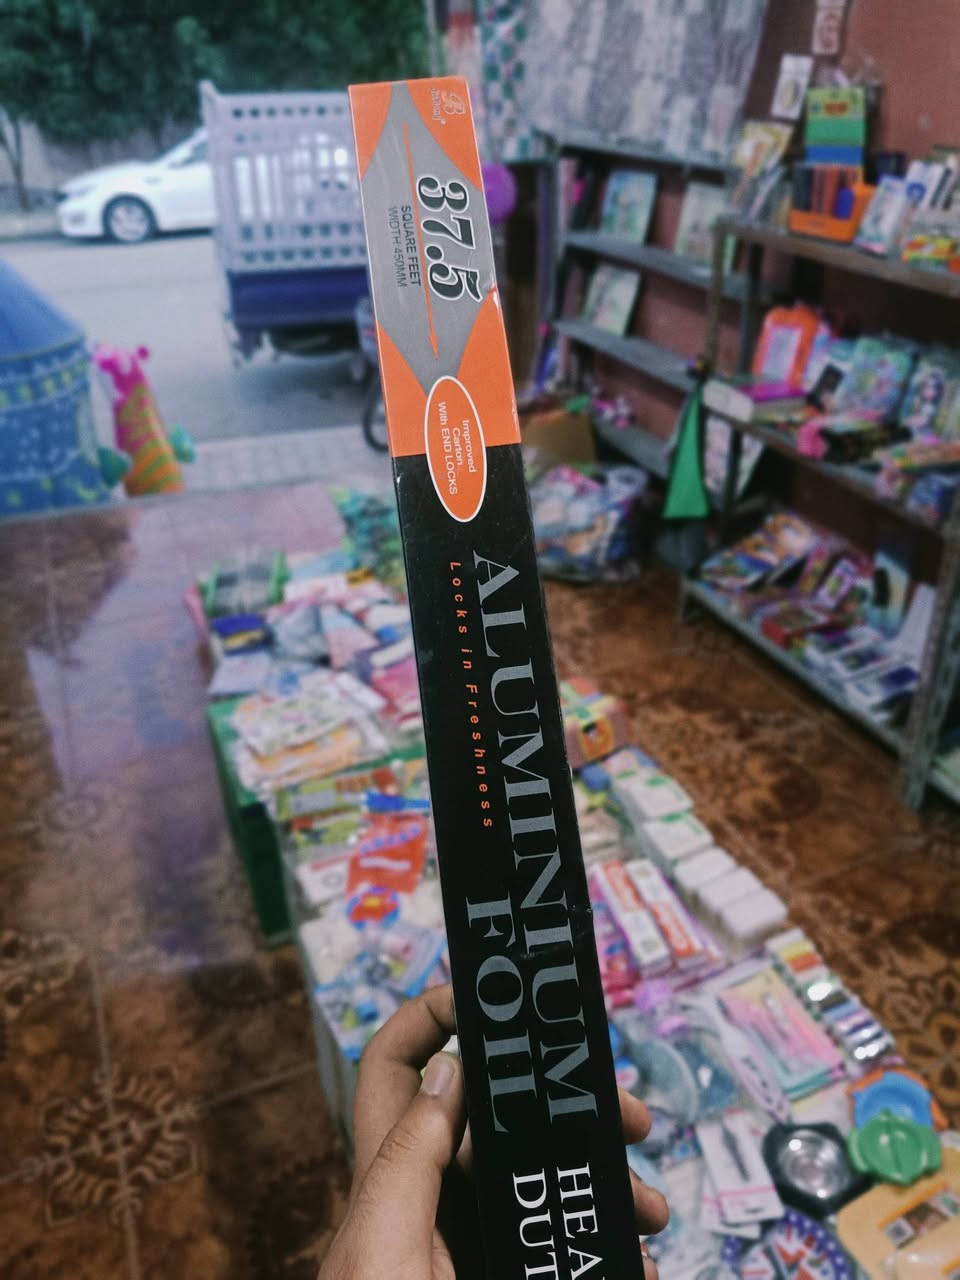 37.5
SQUARE FEET
WIDTH:450MM
Improved
Carton
With END LOCKS
ALUMINIUM
FOIL
Locks in Freshness
HEA
DUT